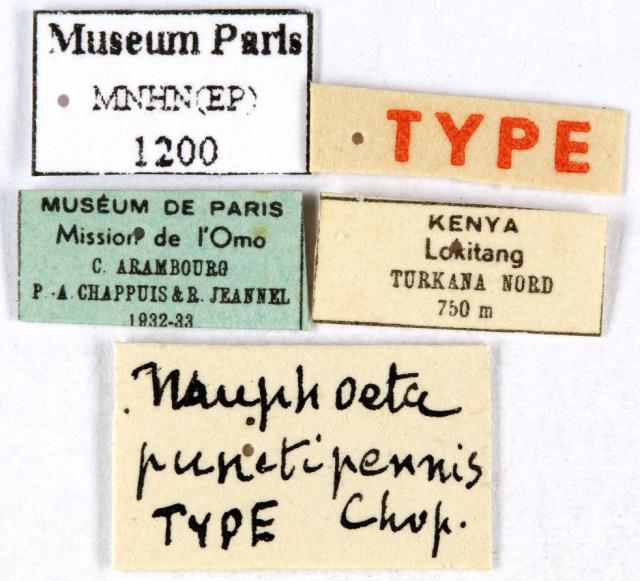 Museum Paris
MNHN(EP)
1200
TYPE
MUSÉUM DE PARIS
Mission de l'Omo
C. ARAMBOURG
P.-A. CHAPPUIS & R. JEANNEL
1932-33
KENYA
Lokitang
TURKANA NORD
750 m
Nauphoeta
punctipennis
TYPE Chop.